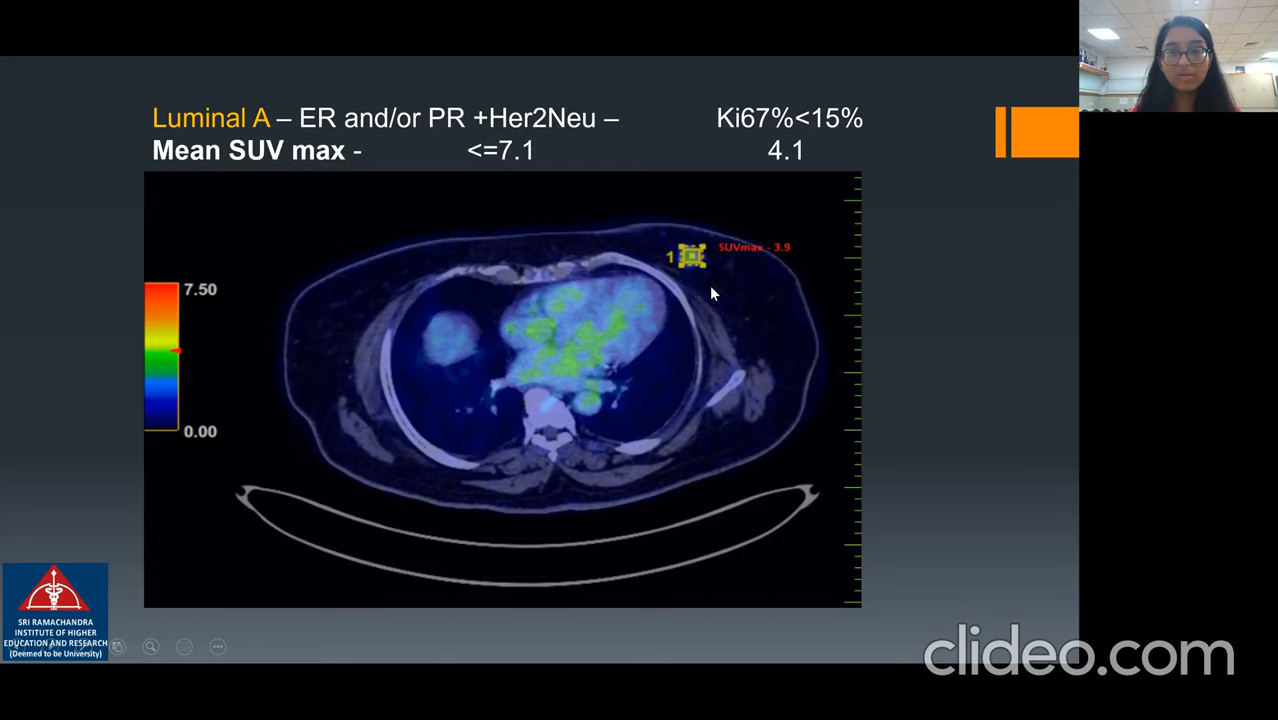 Luminal A – ER and/or PR +Her2Neu – Ki67%<15%
Mean SUV max - <=7.1 4.1
1 SUVmax - 3.9
7.50
0.00
SRI RAMACHANDRA
INSTITUTE OF HIGHER
EDUCATION AND RESEARCH
(Deemed to be University)
clideo.com